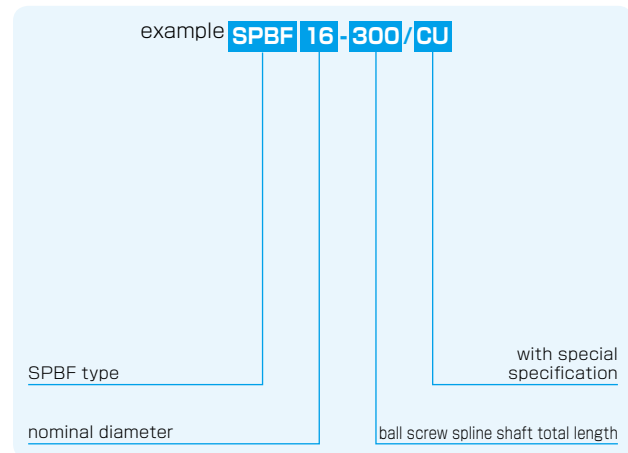 example SPBF 16-300/CU
with special
SPBF type specification
nominal diameter ball screw spline shaft total length